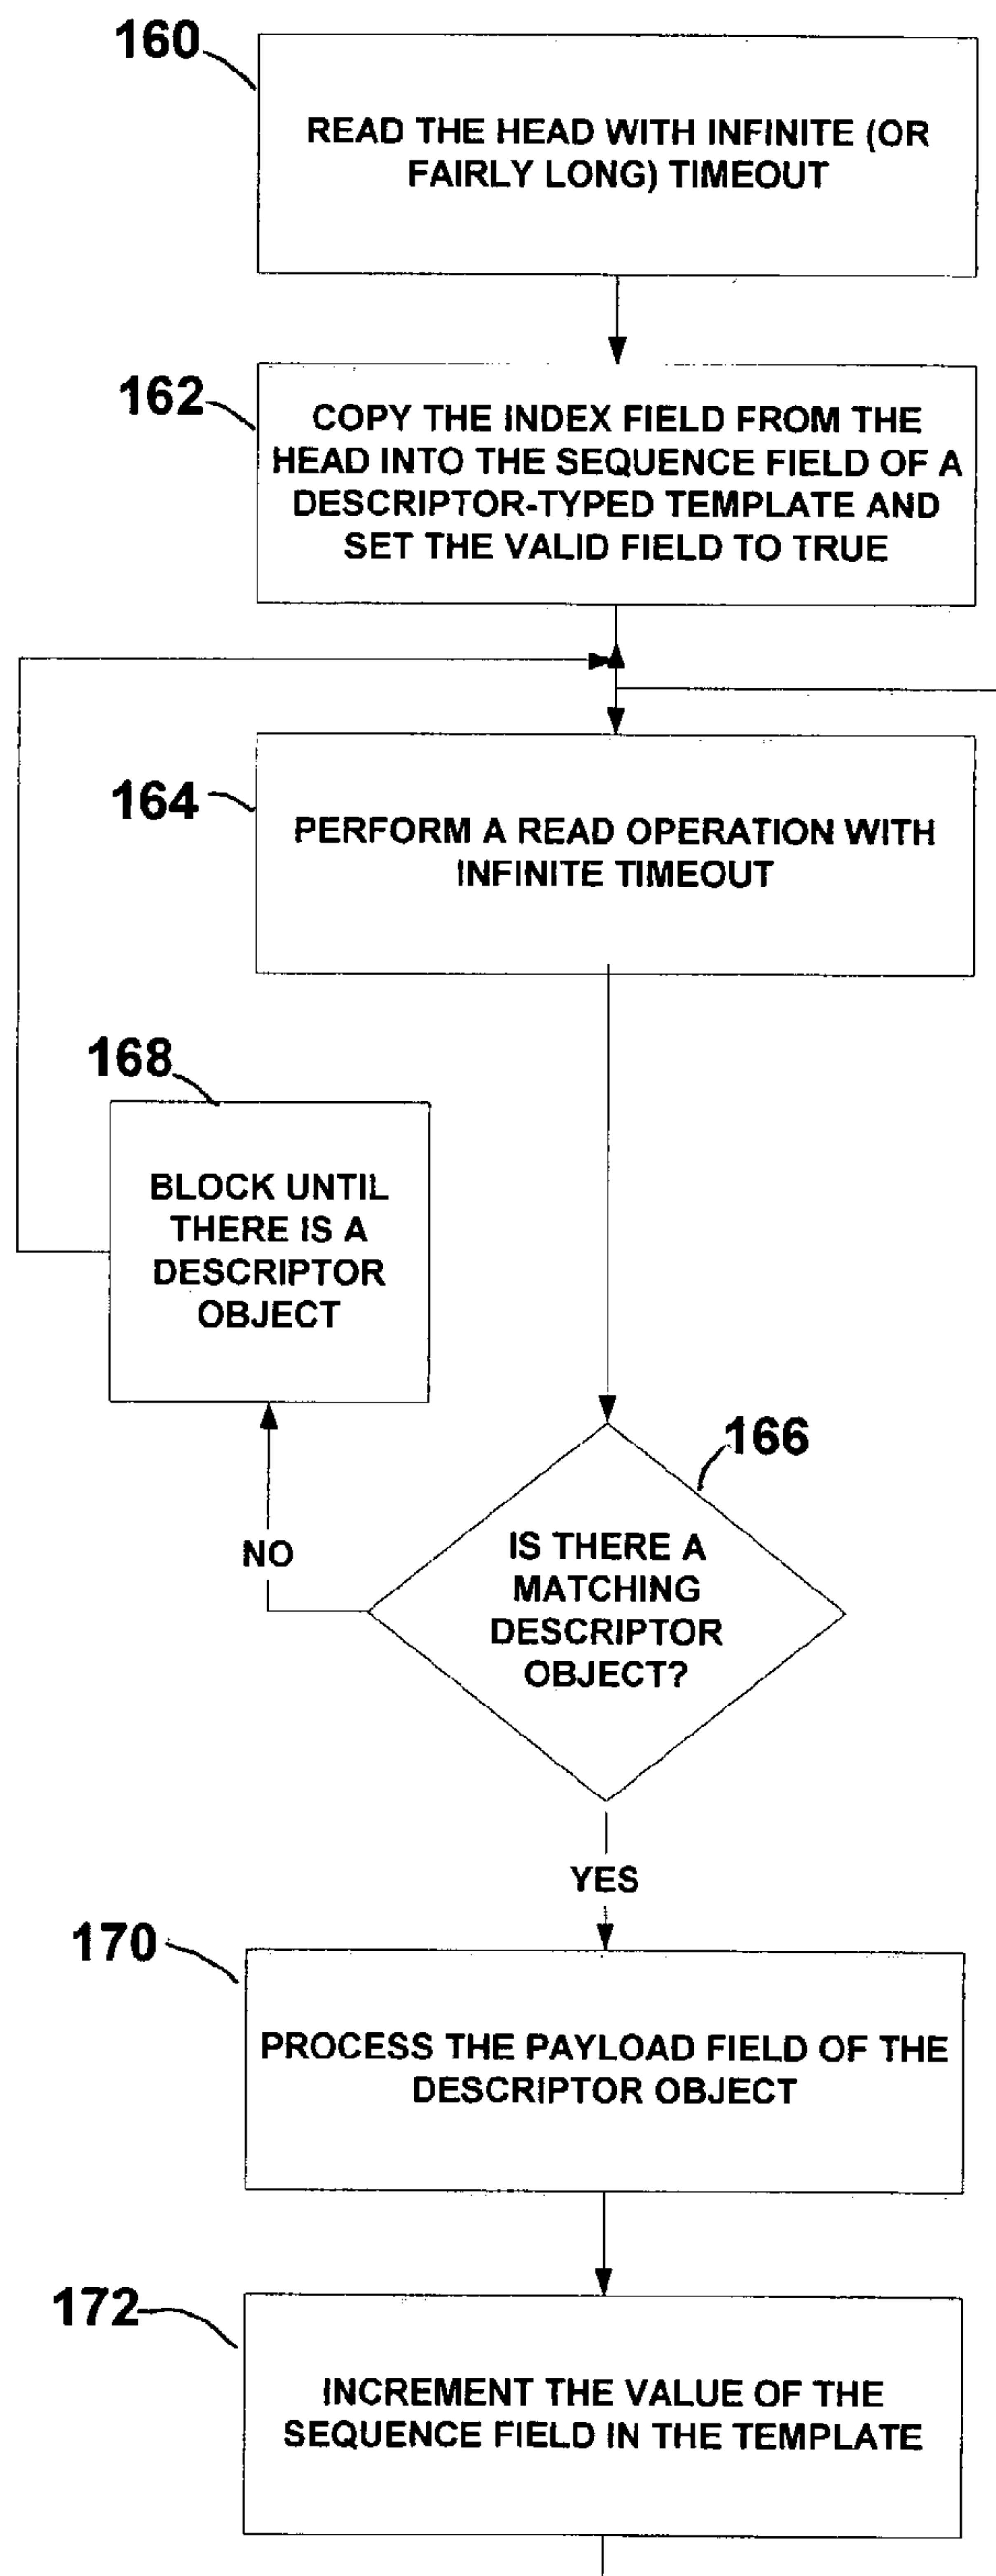 160
READ THE HEAD WITH INFINITE (OR
FAIRLY LONG) TIMEOUT
162
COPY THE INDEX FIELD FROM THE
HEAD INTO THE SEQUENCE FIELD OF A
DESCRIPTOR-TYPED TEMPLATE AND
SET THE VALID FIELD TO TRUE
164
PERFORM A READ OPERATION WITH
INFINITE TIMEOUT
168
BLOCK UNTIL
THERE IS A
DESCRIPTOR
OBJECT
166
IS THERE A
MATCHING
DESCRIPTOR
OBJECT?
NO
YES
170
PROCESS THE PAYLOAD FIELD OF THE
DESCRIPTOR OBJECT
172
INCREMENT THE VALUE OF THE
SEQUENCE FIELD IN THE TEMPLATE